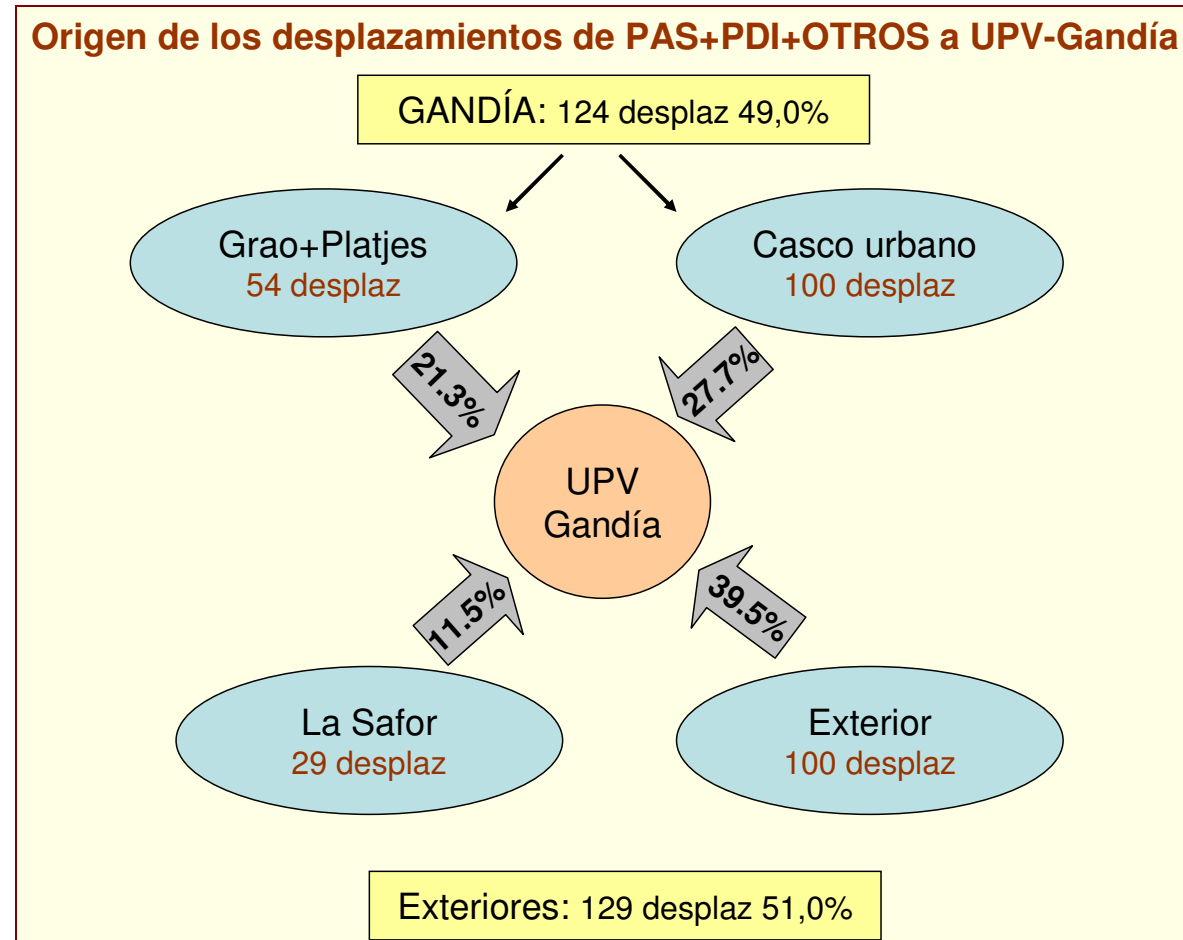 Origen de los desplazamientos de PAS+PDI+OTROS a UPV-Gandía
GANDÍA: 124 desplaz 49,0%
Grao+Platjes
54 desplaz
Casco urbano
100 desplaz
21.3%
27.7%
UPV
Gandía
11.5%
39.5%
La Safor
29 desplaz
Exterior
100 desplaz
Exteriores: 129 desplaz 51,0%